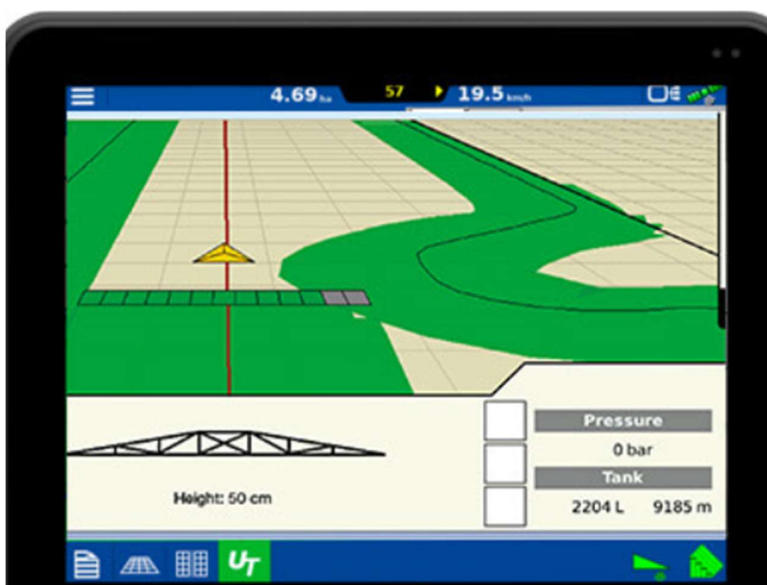 4.69 ha 57 19.5 km/h
Pressure
0 bar
Tank
Height: 50 cm
2204 L 9185 m
UT